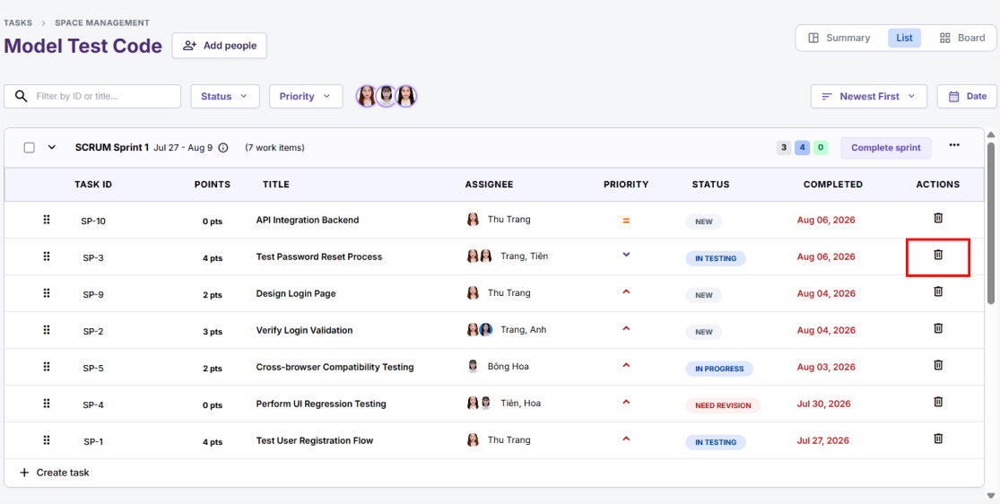 TASKS > SPACE MANAGEMENT
Model Test Code Add people
Summary List Board
Filter by ID or title... Status Priority Newest First Date
SCRUM Sprint 1 Jul 27 - Aug 9 (7 work items) 3 4 0 Complete sprint ...
TASK ID POINTS TITLE ASSIGNEE PRIORITY STATUS COMPLETED ACTIONS
SP-10 0 pts API Integration Backend Thu Trang NEW Aug 06, 2026
SP-3 4 pts Test Password Reset Process Trang, Tiên IN TESTING Aug 06, 2026
SP-9 2 pts Design Login Page Thu Trang NEW Aug 04, 2026
SP-2 3 pts Verify Login Validation Trang, Anh NEW Aug 04, 2026
SP-5 2 pts Cross-browser Compatibility Testing Bông Hoa IN PROGRESS Aug 03, 2026
SP-4 0 pts Perform UI Regression Testing Tiên, Hoa NEED REVISION Jul 30, 2026
SP-1 4 pts Test User Registration Flow Thu Trang IN TESTING Jul 27, 2026
+ Create task